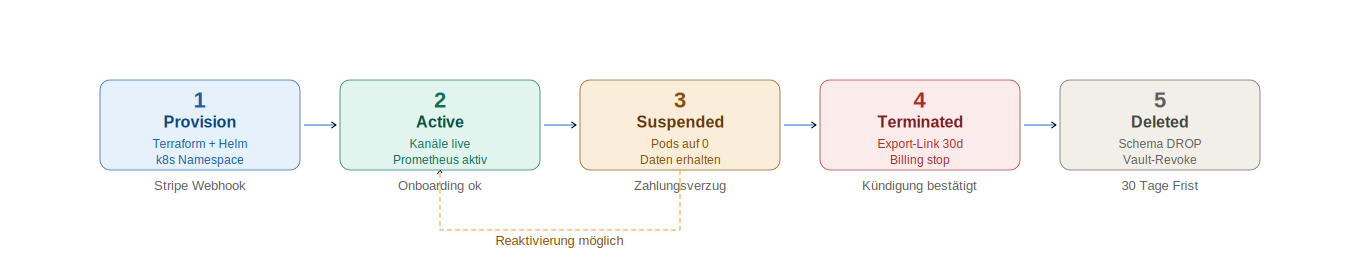 1
Provision
Terraform + Helm
k8s Namespace
Stripe Webhook
2
Active
Kanäle live
Prometheus aktiv
Onboarding ok
3
Suspended
Pods auf 0
Daten erhalten
Zahlungsverzug
4
Terminated
Export-Link 30d
Billing stop
Kündigung bestätigt
5
Deleted
Schema DROP
Vault-Revoke
30 Tage Frist
Reaktivierung möglich